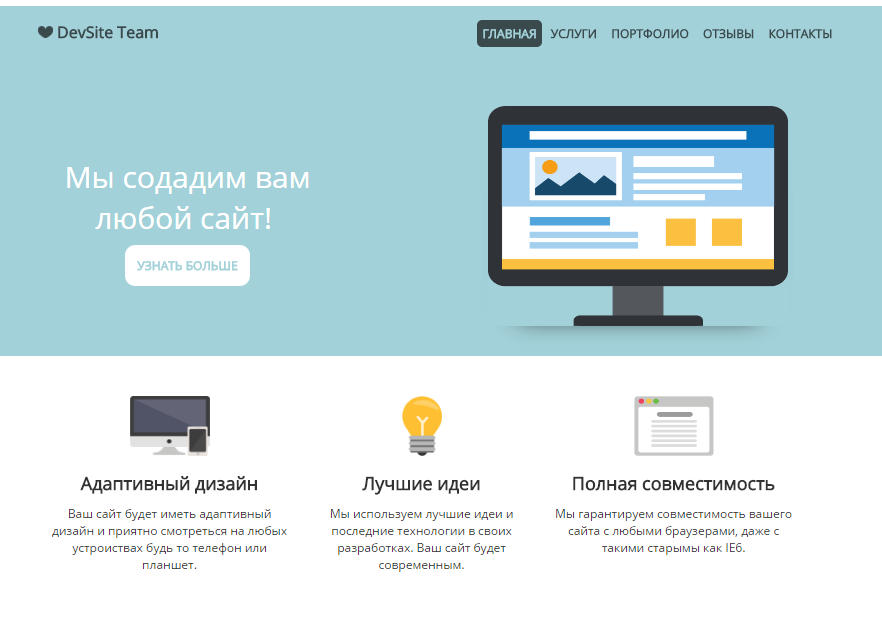 DevSite Team
ГЛАВНАЯ УСЛУГИ ПОРТФОЛИО ОТЗЫВЫ КОНТАКТЫ
Мы сододим вам
любой сайт!
УЗНАТЬ БОЛЬШЕ
Адаптивный дизайн
Ваш сайт будет иметь адаптивный
дизайн и приятно смотреться на любых
устроиствах будь то телефон или
планшет.
Лучшие идеи
Мы используем лучшие идеи и
последние технологии в своих
разработках. Ваш сайт будет
современным.
Полная совместимость
Мы гарантируем совместимость вашего
сайта с любыми браузерами, даже с
такими старымы как IE6.